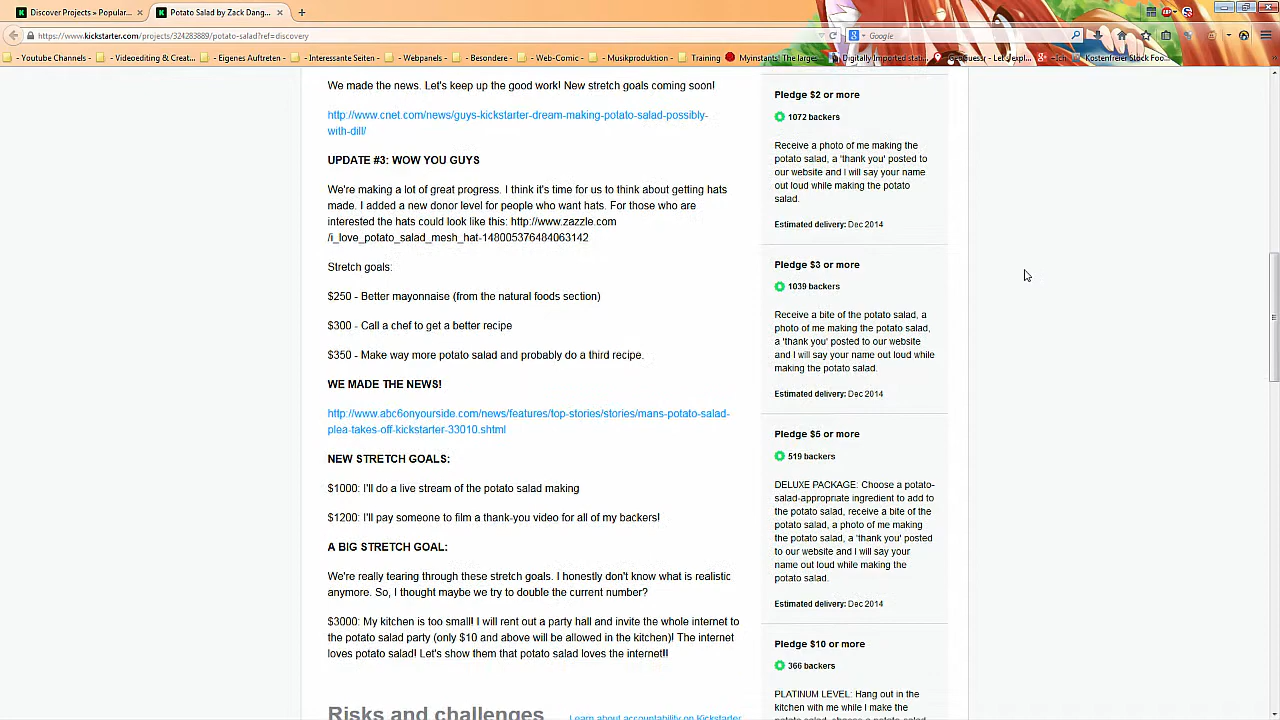 Discover Projects » Popular...
Potato Salad by Zack Dang...
https://www.kickstarter.com/projects/324283889/potato-salad?ref=discovery
Google
- Youtube Channels -
- Videoediting & Creat...
- Besondere -
- Web-Comic -
- Musikproduktion -
Training
Myinstants! The larges...
- Interessante Seiten -
We made the news. Let's keep up the good work! New stretch goals coming soon!
http://www.cnet.com/news/guys-kickstarter-dream-making-potato-salad-possibly-
with-dill/
UPDATE #3: WOW YOU GUYS
We're making a lot of great progress. I think it's time for us to think about getting hats
made. I added a new donor level for people who want hats. For those who are
interested the hats could look like this: http://www.zazzle.com
/i_love_potato_salad_mesh_hat-148005376484063142
Stretch goals:
$250 - Better mayonnaise (from the natural foods section)
$300 - Call a chef to get a better recipe
$350 - Make way more potato salad and probably do a third recipe.
WE MADE THE NEWS!
http://www.abc6onyourside.com/news/features/top-stories/stories/mans-potato-salad-
plea-takes-off-kickstarter-33010.shtml
NEW STRETCH GOALS:
$1000: I'll do a live stream of the potato salad making
$1200: I'll pay someone to film a thank-you video for all of my backers!
A BIG STRETCH GOAL:
We're really tearing through these stretch goals. I honestly don't know what is realistic
anymore. So, I thought maybe we try to double the current number?
$3000: My kitchen is too small! I will rent out a party hall and invite the whole internet to
the potato salad party (only $10 and above will be allowed in the kitchen)! The internet
loves potato salad! Let's show them that potato salad loves the internet!!
Risks and challenges
Learn about accountability on Kickstarter
Pledge $2 or more
1072 backers
Receive a photo of me making the
potato salad, a 'thank you' posted to
our website and I will say your name
out loud while making the potato
salad.
Estimated delivery: Dec 2014
Pledge $3 or more
1039 backers
Receive a bite of the potato salad, a
photo of me making the potato salad,
a 'thank you' posted to our website
and I will say your name out loud while
making the potato salad.
Estimated delivery: Dec 2014
Pledge $5 or more
519 backers
DELUXE PACKAGE: Choose a potato-
salad-appropriate ingredient to add to
the potato salad, receive a bite of the
potato salad, a photo of me making
the potato salad, a 'thank you' posted
to our website and I will say your
name out loud while making the
potato salad.
Estimated delivery: Dec 2014
Pledge $10 or more
366 backers
PLATINUM LEVEL: Hang out in the
kitchen with me while I make the